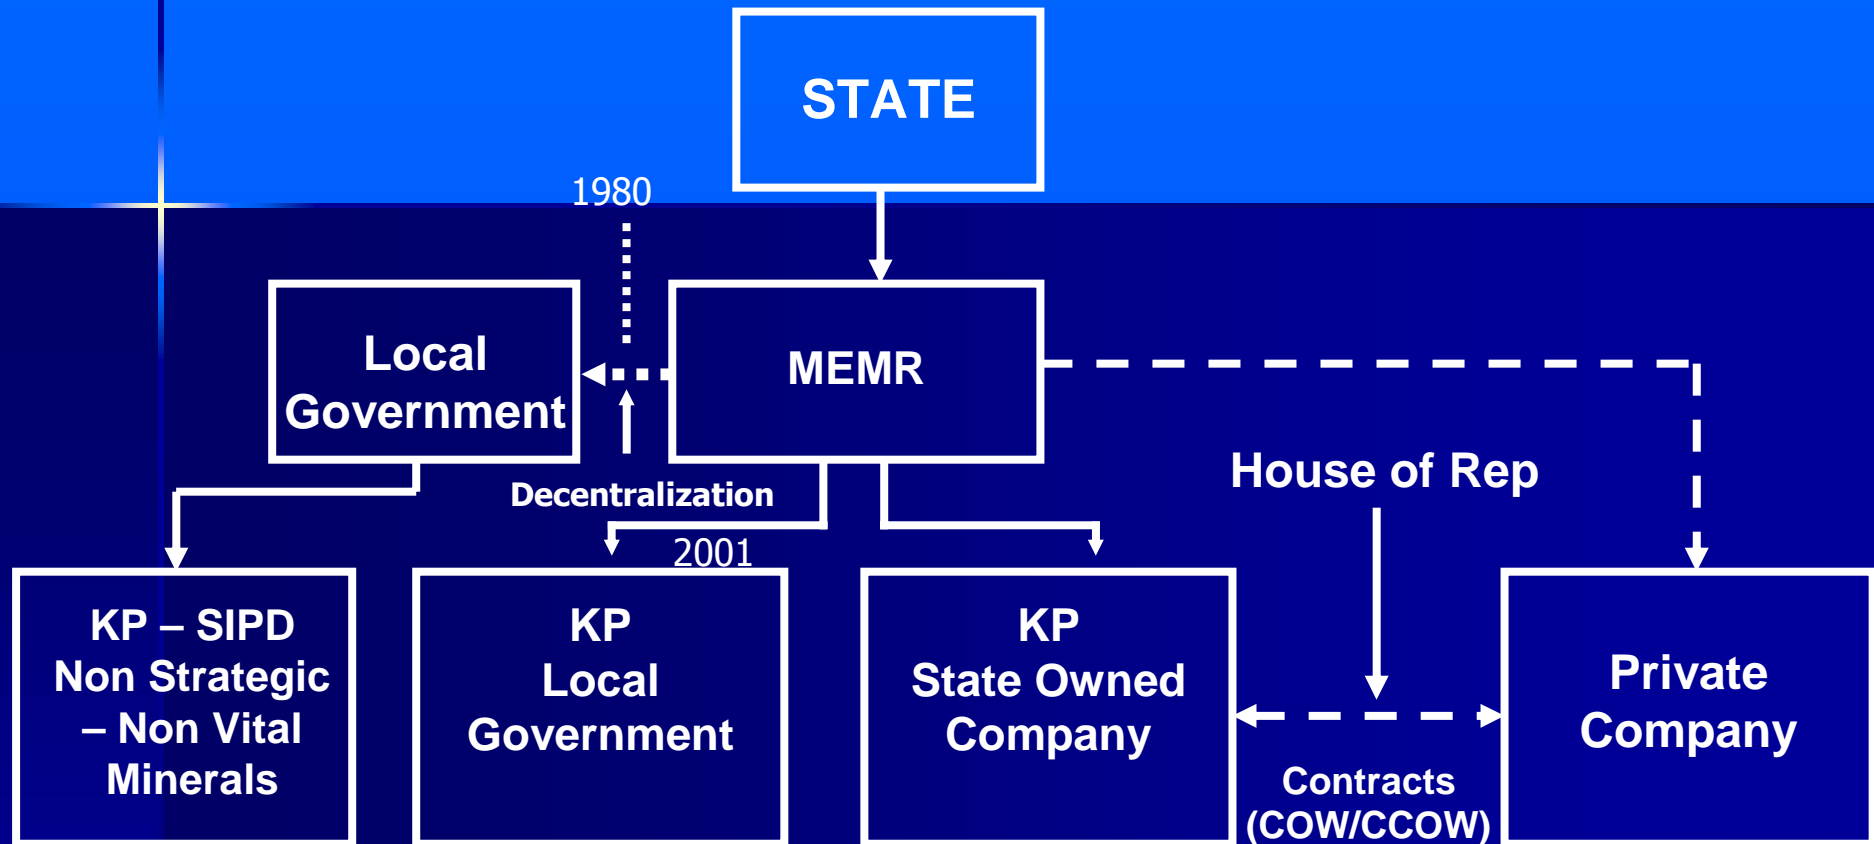 STATE
1980
Local
Government
MEMR
Decentralization
House of Rep
2001
KP – SIPD
Non Strategic
– Non Vital
Minerals
KP
Local
Government
KP
State Owned
Company
Contracts
(COW/CCOW)
Private
Company